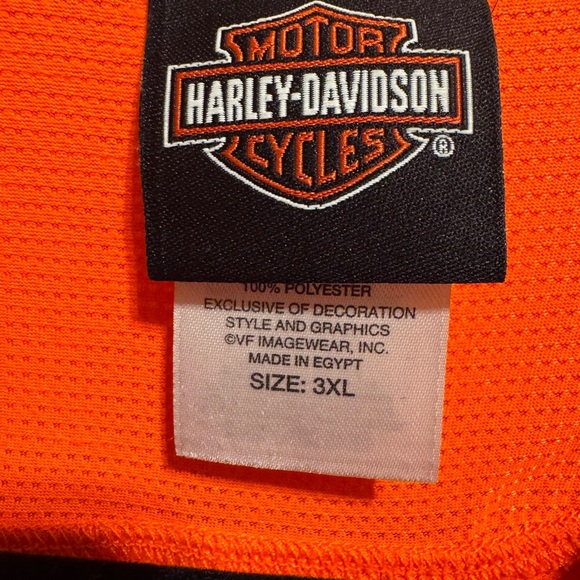 MOTOR
HARLEY-DAVIDSON
CYCLES
®
100% POLYESTER
EXCLUSIVE OF DECORATION
STYLE AND GRAPHICS
©VF IMAGEWEAR, INC.
MADE IN EGYPT
SIZE: 3XL